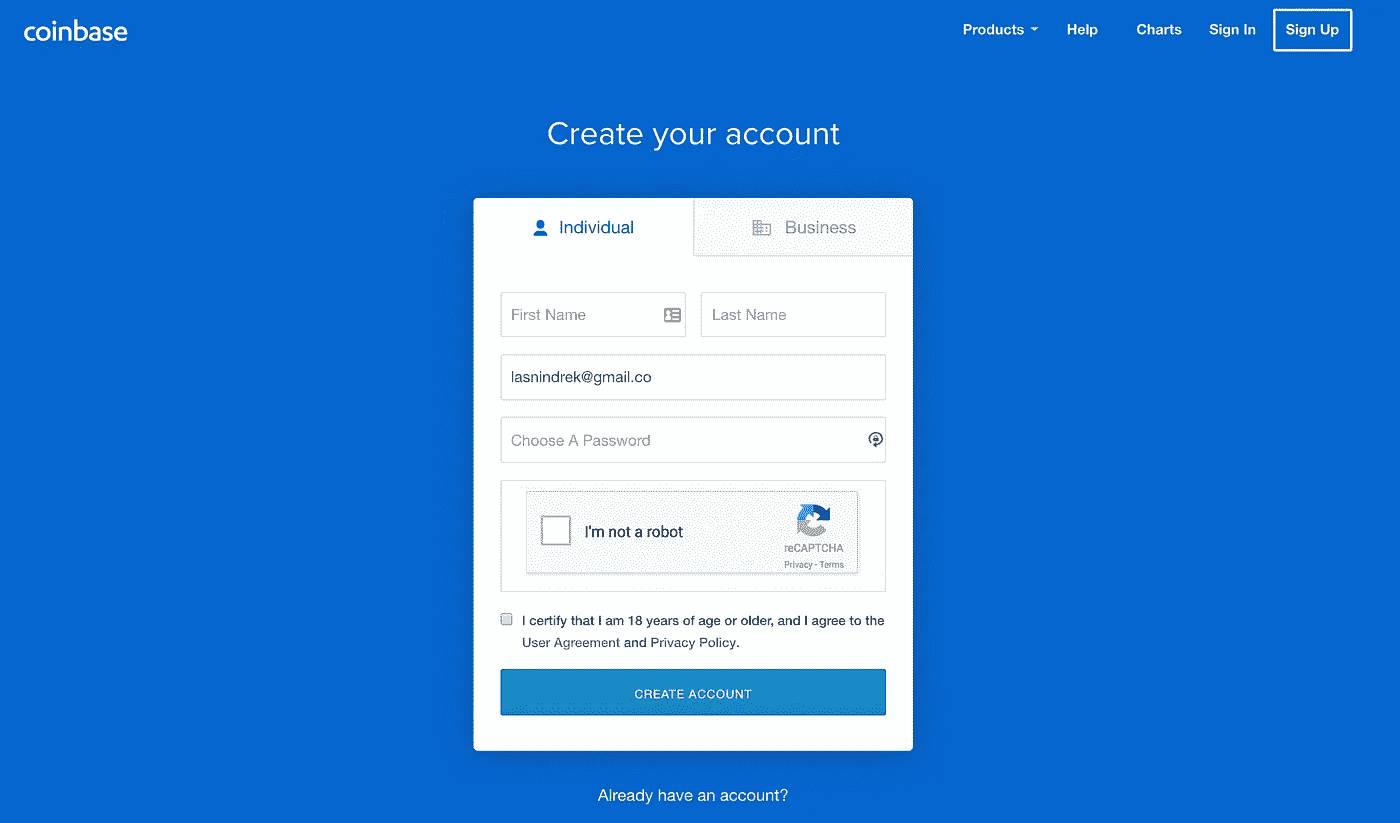 coinbase
Products
Help
Charts
Sign In
Sign Up
Create your account
Individual
Business
First Name
Last Name
lasnindrek@gmail.co
Choose A Password
I'm not a robot
reCAPTCHA
Privacy - Terms
I certify that I am 18 years of age or older, and I agree to the
User Agreement and Privacy Policy.
CREATE ACCOUNT
Already have an account?